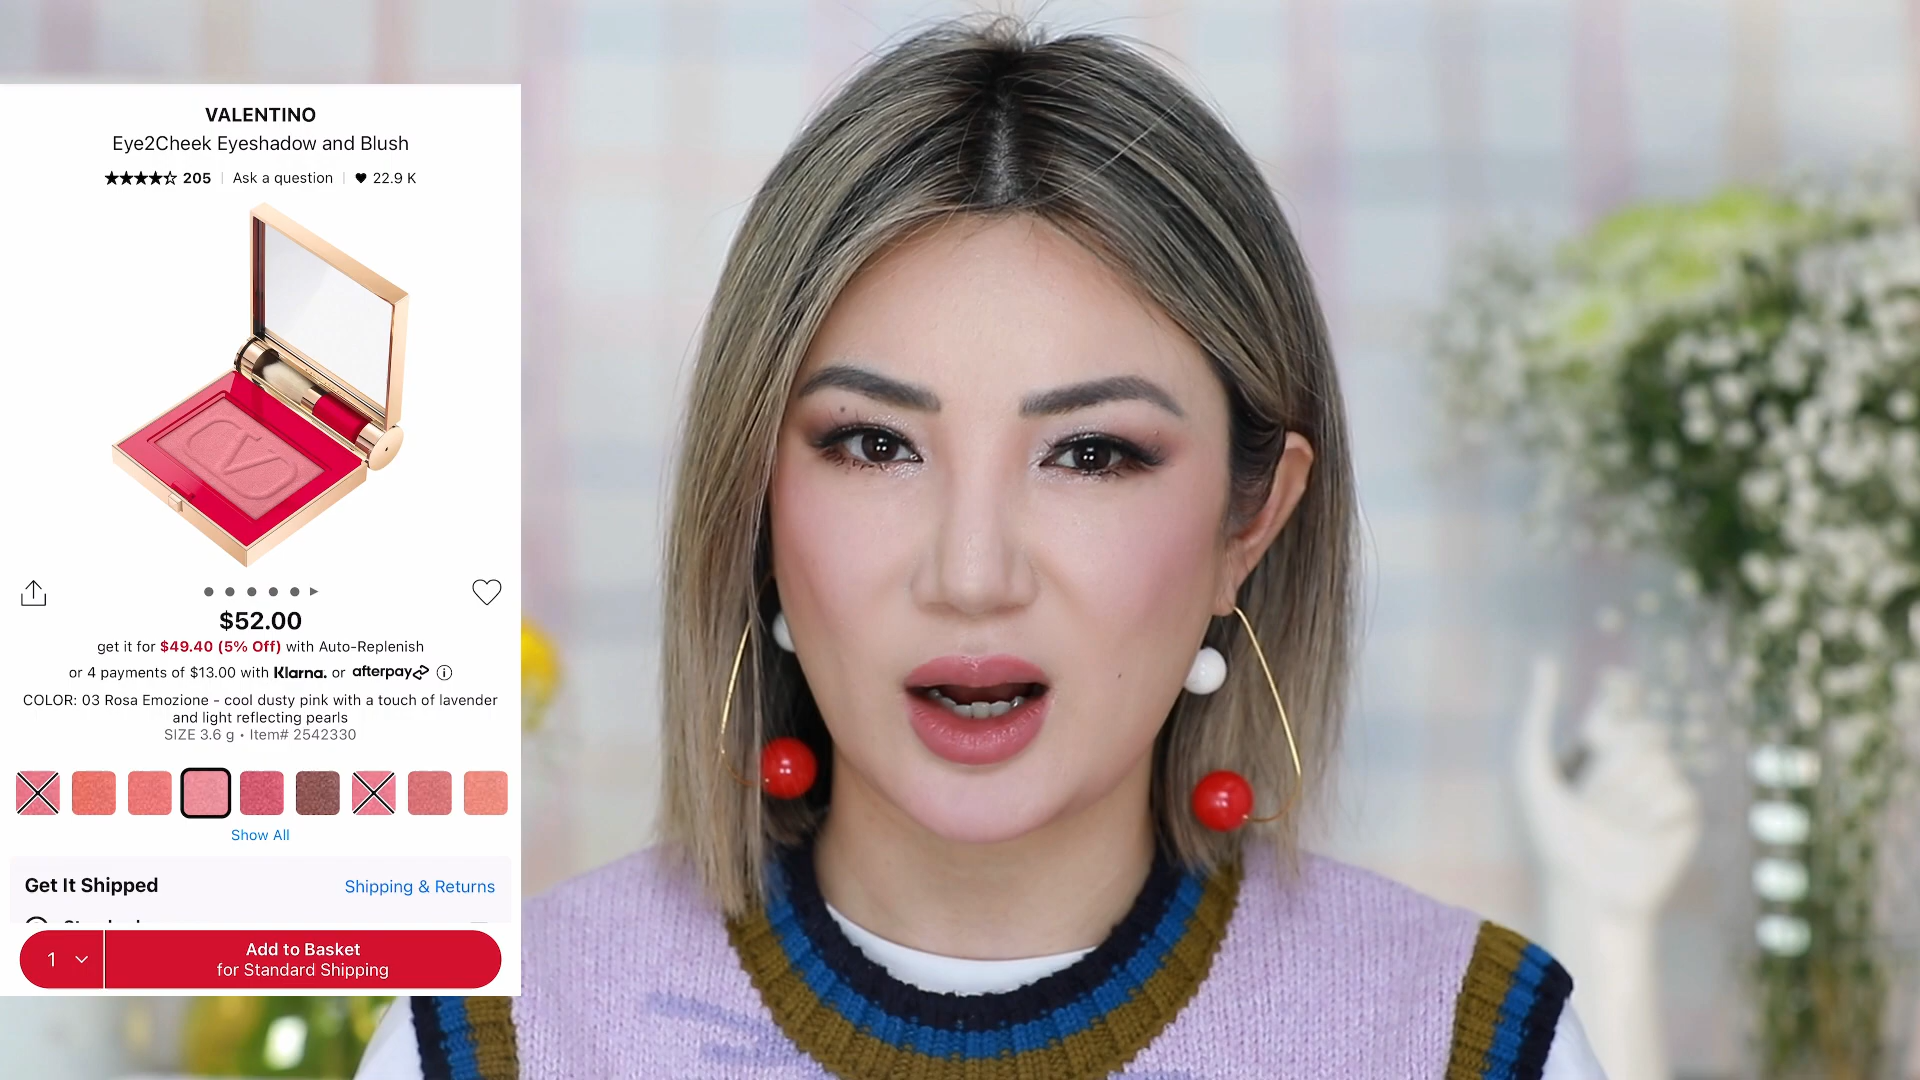 VALENTINO
Eye2Cheek Eyeshadow and Blush
205 | Ask a question | 22.9 K
$52.00
get it for $49.40 (5% Off) with Auto-Replenish
or 4 payments of $13.00 with Klarna. or afterpay
COLOR: 03 Rosa Emozione - cool dusty pink with a touch of lavender
and light reflecting pearls
SIZE 3.6 g • Item# 2542330
Show All
Get It Shipped
Shipping & Returns
1
Add to Basket
for Standard Shipping